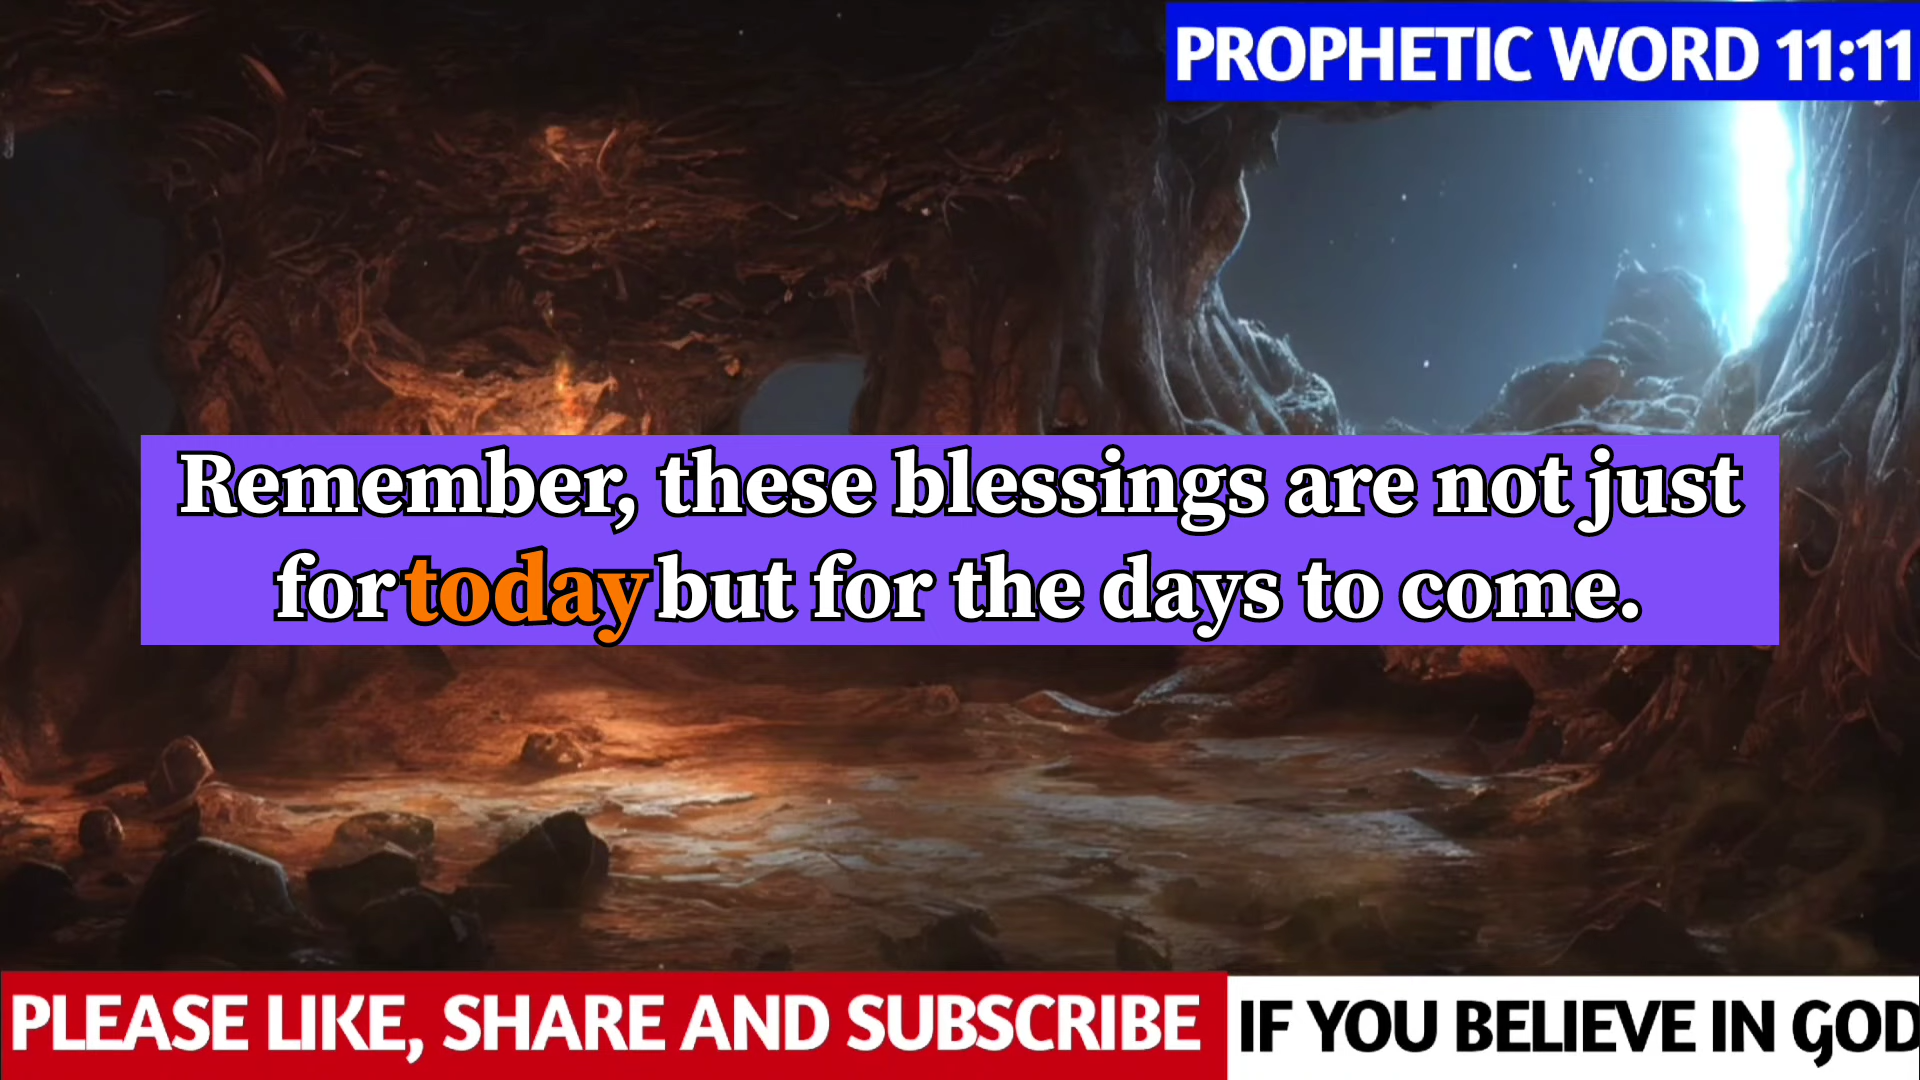 PROPHETIC WORD 11:11
Remember, these blessings are not just
for today but for the days to come.
PLEASE LIKE, SHARE AND SUBSCRIBE IF YOU BELIEVE IN GOD